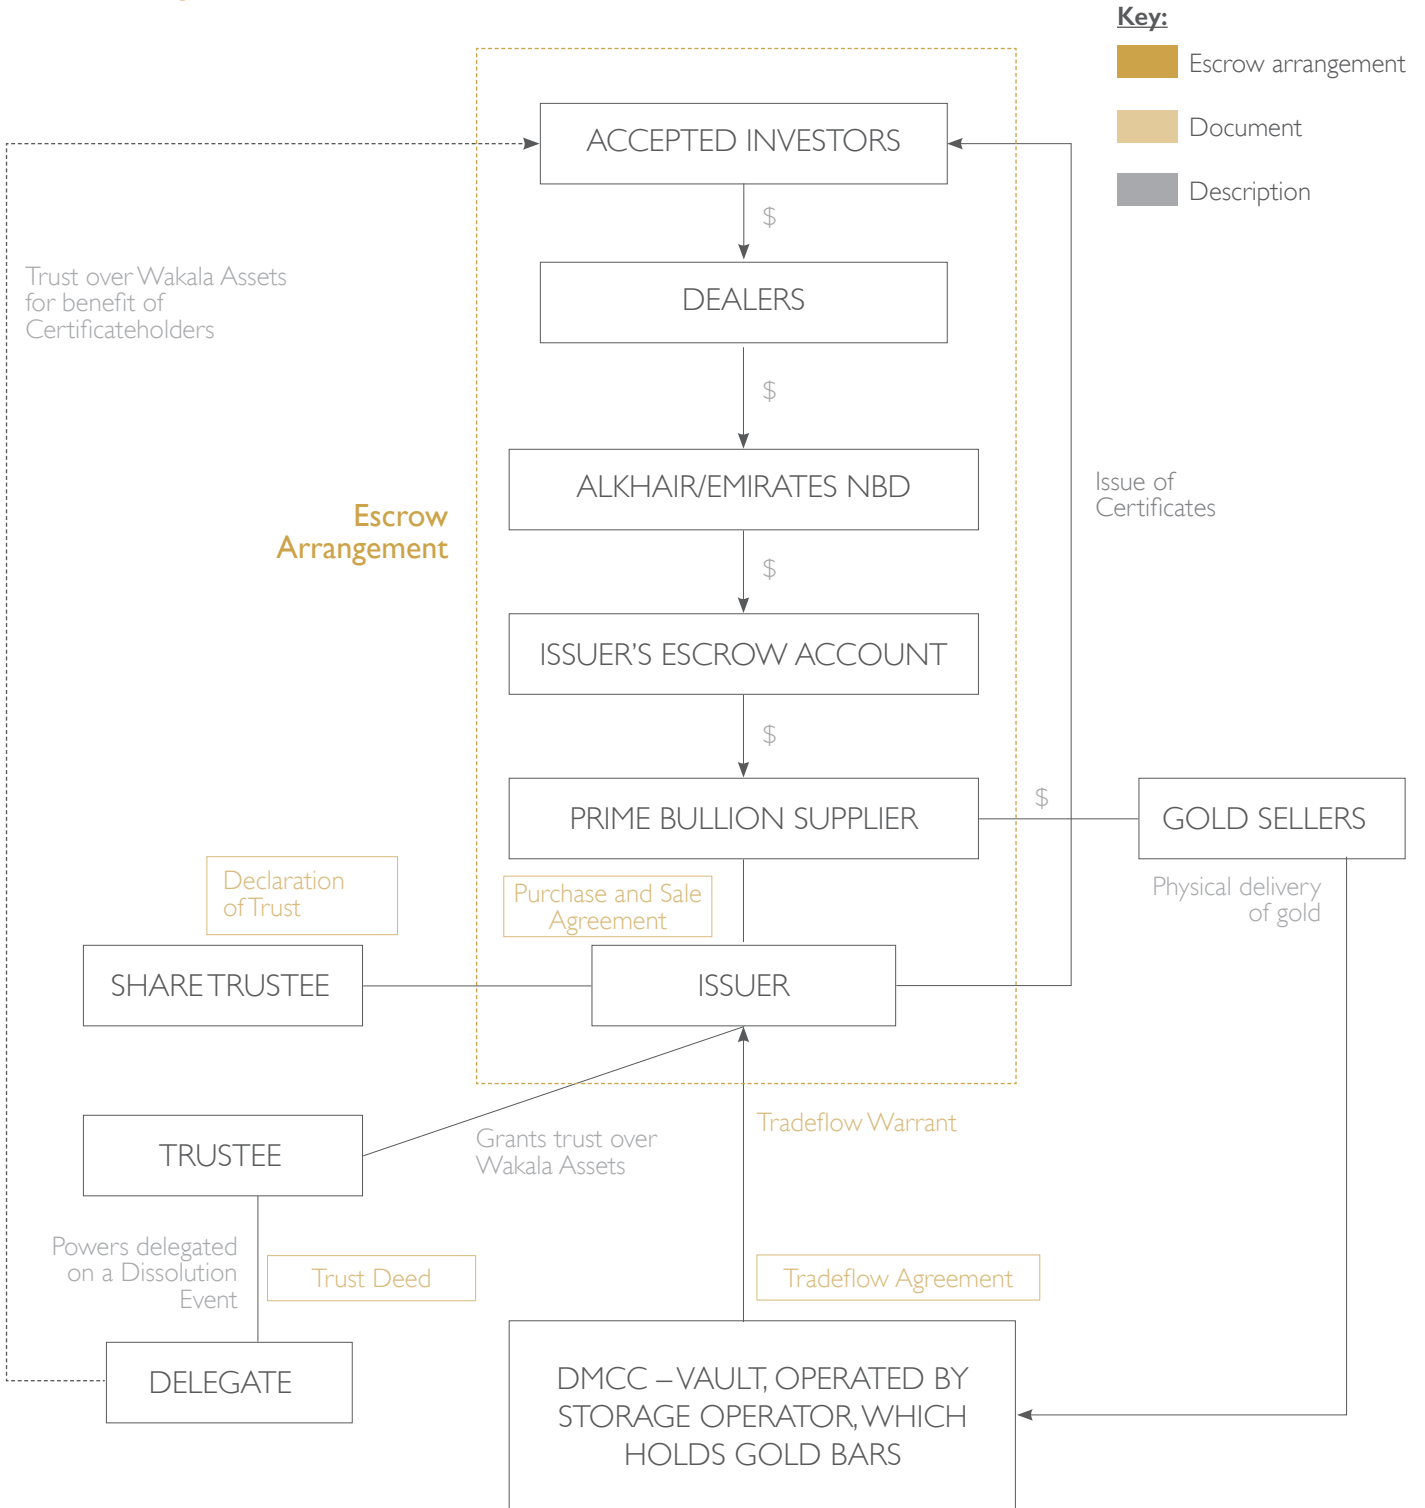 Key:
Escrow arrangement
Document
Description
ACCEPTED INVESTORS
$
DEALERS
Trust over Wakala Assets
for benefit of
Certificateholders
$
ALKHAIR/EMIRATES NBD
Issue of
Certificates
Escrow
Arrangement
$
ISSUER’S ESCROW ACCOUNT
$
PRIME BULLION SUPPLIER
$
GOLD SELLERS
Declaration
of Trust
Purchase and Sale
Agreement
Physical delivery
of gold
SHARE TRUSTEE
ISSUER
Tradeflow Warrant
TRUSTEE
Grants trust over
Wakala Assets
Powers delegated
on a Dissolution
Event
Trust Deed
Tradeflow Agreement
DELEGATE
DMCC – VAULT, OPERATED BY
STORAGE OPERATOR, WHICH
HOLDS GOLD BARS